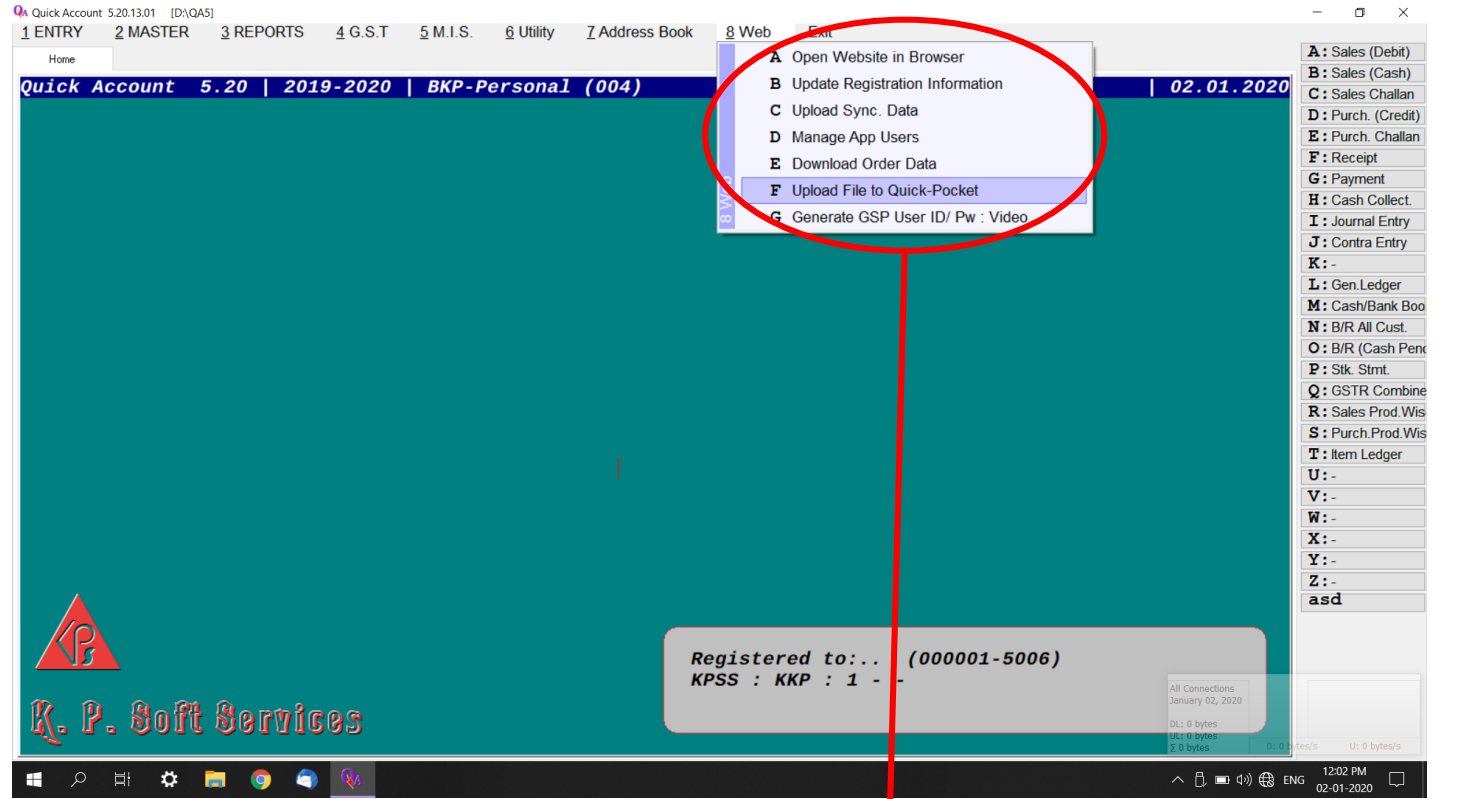 Quick Account 5.20.13.01 [D:\QA5]
1 ENTRY 2 MASTER 3 REPORTS 4 G.S.T 5 M.I.S. 6 Utility 7 Address Book 8 Web Exit
Home
Quick Account 5.20 | 2019-2020 | BKP-Personal (004) | 02.01.2020
8 Web
A Open Website in Browser
B Update Registration Information
C Upload Sync. Data
D Manage App Users
E Download Order Data
F Upload File to Quick-Pocket
G Generate GSP User ID/ Pw : Video
A: Sales (Debit)
B: Sales (Cash)
C: Sales Challan
D: Purch. (Credit)
E: Purch. Challan
F: Receipt
G: Payment
H: Cash Collect.
I: Journal Entry
J: Contra Entry
K: -
L: Gen.Ledger
M: Cash/Bank Boo
N: B/R All Cust.
O: B/R (Cash Pend
P: Stk. Stmt.
Q: GSTR Combine
R: Sales Prod.Wis
S: Purch.Prod.Wis
T: Item Ledger
U: -
V: -
W: -
X: -
Y: -
Z: -
asd
KPs
K. P. Soft Services
Registered to:.. (000001-5006)
KPSS : KKP : 1 - -
All Connections
January 02, 2020
DL: 0 bytes
UL: 0 bytes
Σ 0 bytes
D: 0 bytes/s U: 0 bytes/s
ENG
12:02 PM
02-01-2020